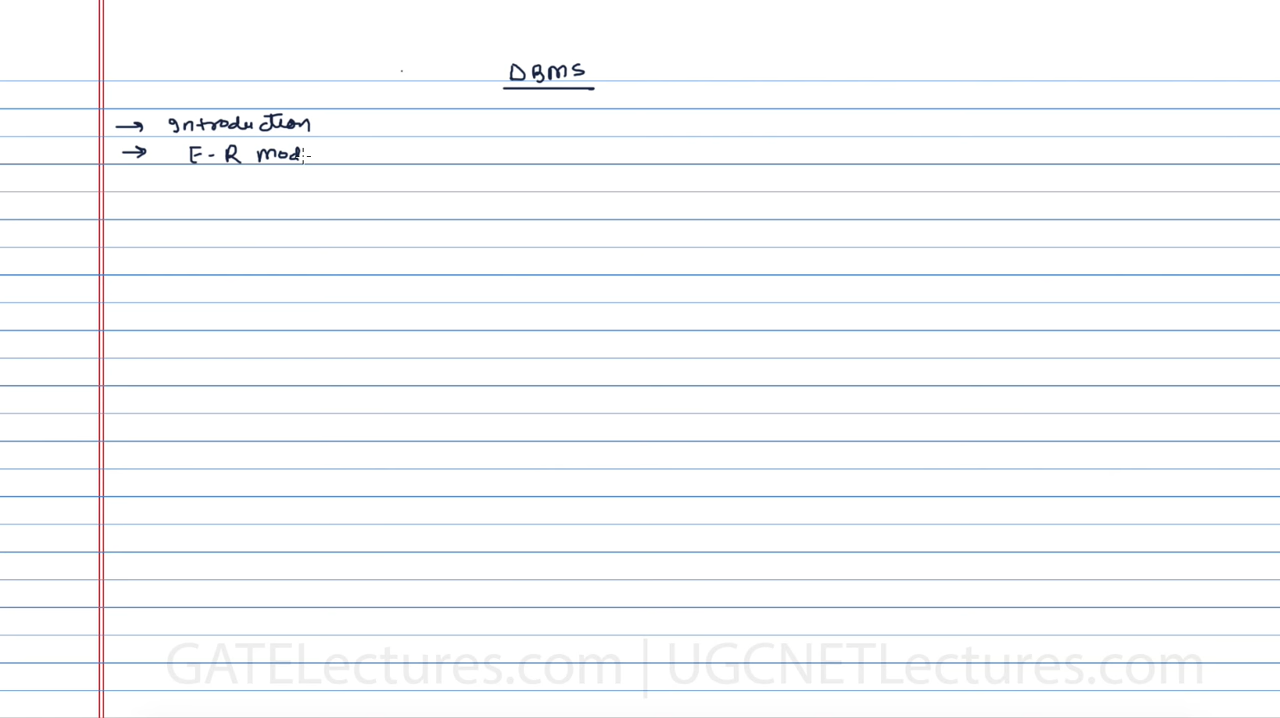 DBMS
→ Introduction
→ E-R mod
GATELectures.com | UGCNETLectures.com